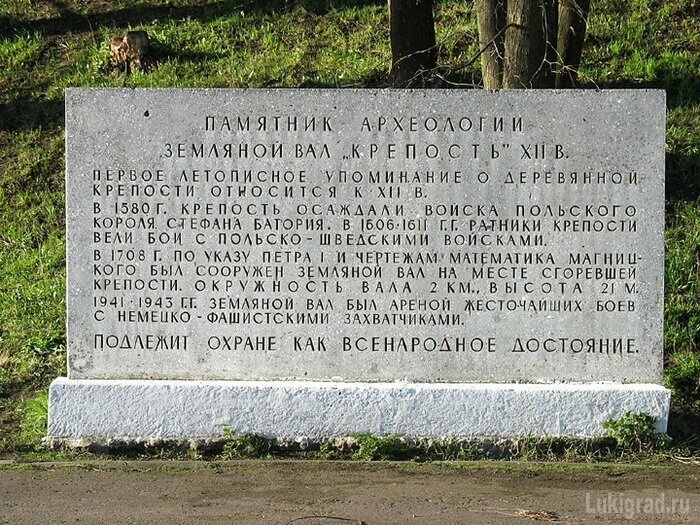 ПАМЯТНИК АРХЕОЛОГИИ
ЗЕМЛЯНОЙ ВАЛ „КРЕПОСТЬ" XII В.
ПЕРВОЕ ЛЕТОПИСНОЕ УПОМИНАНИЕ О ДЕРЕВЯННОЙ
КРЕПОСТИ ОТНОСИТСЯ К XII В.
В 1580 Г. КРЕПОСТЬ ОСАЖДАЛИ ВОЙСКА ПОЛЬСКОГО
КОРОЛЯ СТЕФАНА БАТОРИЯ. В 1606-1611 Г.Г. РАТНИКИ КРЕПОСТИ
ВЕЛИ БОИ С ПОЛЬСКО-ШВЕДСКИМИ ВОЙСКАМИ.
В 1708 Г. ПО УКАЗУ ПЕТРА I И ЧЕРТЕЖАМ МАТЕМАТИКА МАГНИЦ-
КОГО БЫЛ СООРУЖЕН ЗЕМЛЯНОЙ ВАЛ НА МЕСТЕ СГОРЕВШЕЙ
КРЕПОСТИ. ОКРУЖНОСТЬ ВАЛА 2 КМ., ВЫСОТА 21 М.
1941-1943 Г.Г. ЗЕМЛЯНОЙ ВАЛ БЫЛ АРЕНОЙ ЖЕСТОЧАЙЩИХ БОЕВ
С НЕМЕЦКО-ФАШИСТСКИМИ ЗАХВАТЧИКАМИ.
ПОДЛЕЖИТ ОХРАНЕ КАК ВСЕНАРОДНОЕ ДОСТОЯНИЕ.
Lukigrad.ru